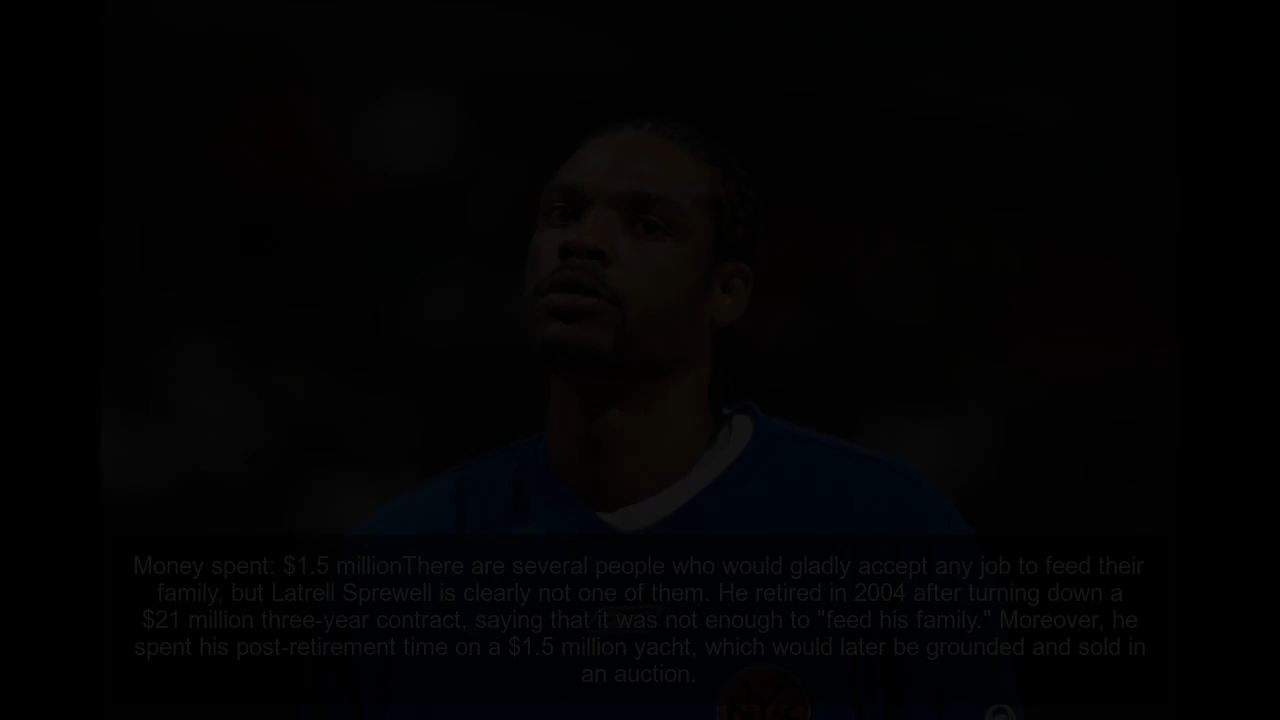 Money spent: $1.5 millionThere are several people who would gladly accept any job to feed their
family, but Latrell Sprewell is clearly not one of them. He retired in 2004 after turning down a
$21 million three-year contract, saying that it was not enough to "feed his family." Moreover, he
spent his post-retirement time on a $1.5 million yacht, which would later be grounded and sold in
an auction.